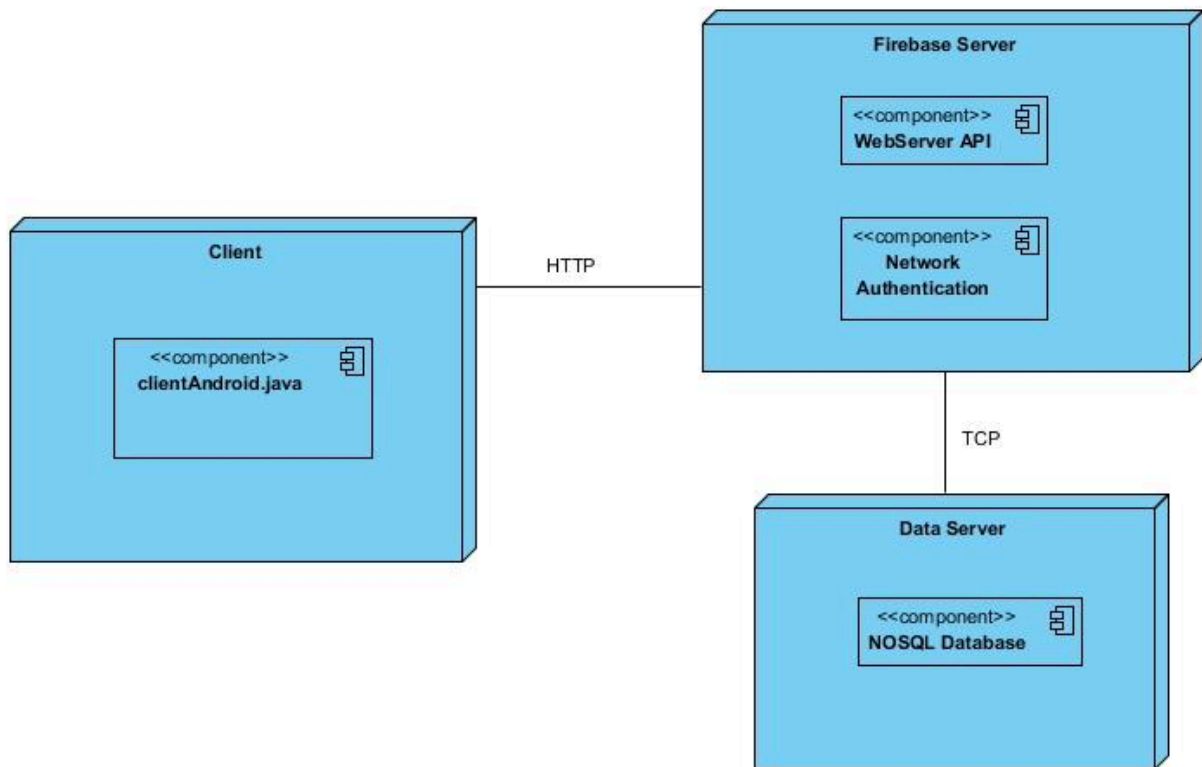 Firebase Server
<<component>>
WebServer API
<<component>>
Network
Authentication
Client
<<component>>
clientAndroid.java
HTTP
TCP
Data Server
<<component>>
NOSQL Database